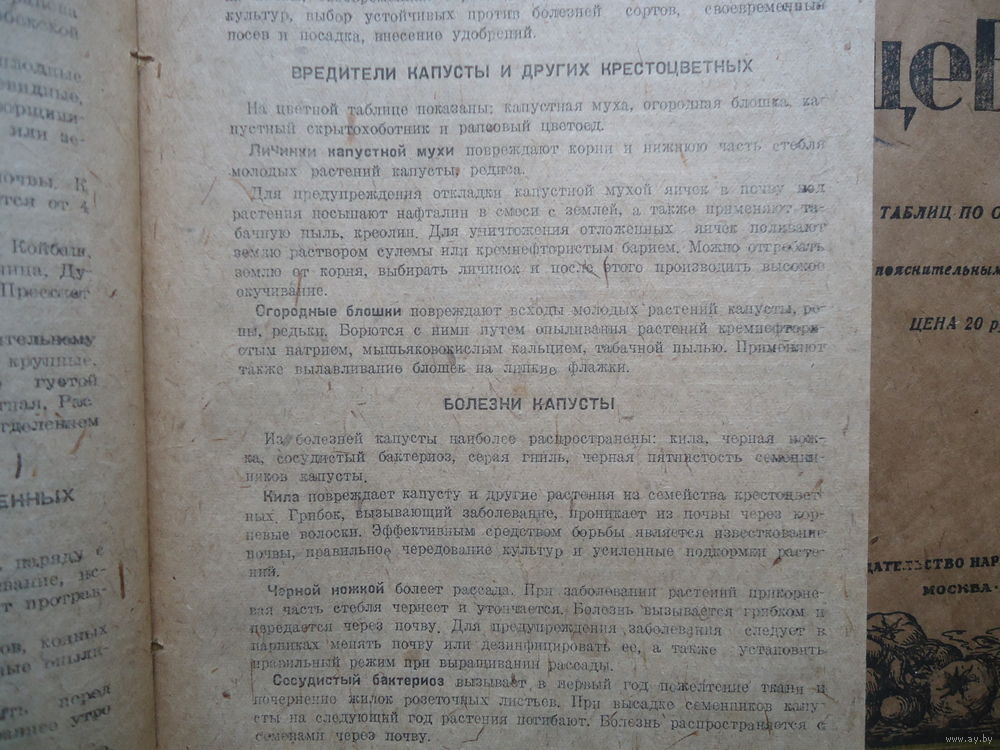 культур, выбор устойчивых против болезней сортов, своевременный
посев и посадка, внесение удобрений.
ВРЕДИТЕЛИ КАПУСТЫ И ДРУГИХ КРЕСТОЦВЕТНЫХ
На цветной таблице показаны: капустная муха, огородная блошка, ка-
пустный скрытохоботник и рапсовый цветоед.
Личинки капустной мухи повреждают корни и нижнюю часть стебля
молодых растений капусты, редиса.
Для предупреждения откладки капустной мухой яичек в почву под
растения посыпают нафталин в смеси с землей, а также применяют та-
бачную пыль, креолин. Для уничтожения отложенных яичек поливают
землю раствором сулемы или кремнефтористым барием. Можно отгребать
землю от корня, выбирать личинок и после этого производить высокое
окучивание.
Огородные блошки повреждают всходы молодых растений капусты, ре-
пы, редьки. Борются с ними путем опыливания растений кремнефтори-
стым натрием, мышьяковокислым кальцием, табачной пылью. Применяют
также вылавливание блошек на липкие флажки.
БОЛЕЗНИ КАПУСТЫ
Из болезней капусты наиболее распространены: кила, черная нож-
ка, сосудистый бактериоз, серая гниль, черная пятнистость семенни-
ников капусты.
Кила повреждает капусту и другие растения из семейства крестоцвет-
ных. Грибок, вызывающий заболевание, проникает из почвы через кор-
невые волоски. Эффективным средством борьбы является известкование
почвы, правильное чередование культур и усиленные подкормки расте-
ний.
Черной ножкой болеет рассада. При заболевании растений прикорне-
вая часть стебля чернеет и утончается. Болезнь вызывается грибком и
передается через почву. Для предупреждения заболевания следует в
парниках менять почву или дезинфицировать ее, а также установить
правильный режим при выращивании рассады.
Сосудистый бактериоз вызывает в первый год пожелтение ткани и
почернение жилок розеточных листьев. При высадке семенников капу-
сты на следующий год растения погибают. Болезнь распространяется с
семенами через почву.
ТАБЛИЦ ПО О
пояснительным
ЦЕНА 20 р
ДАТЕЛЬСТВО НАР
МОСКВА
www.ay.by